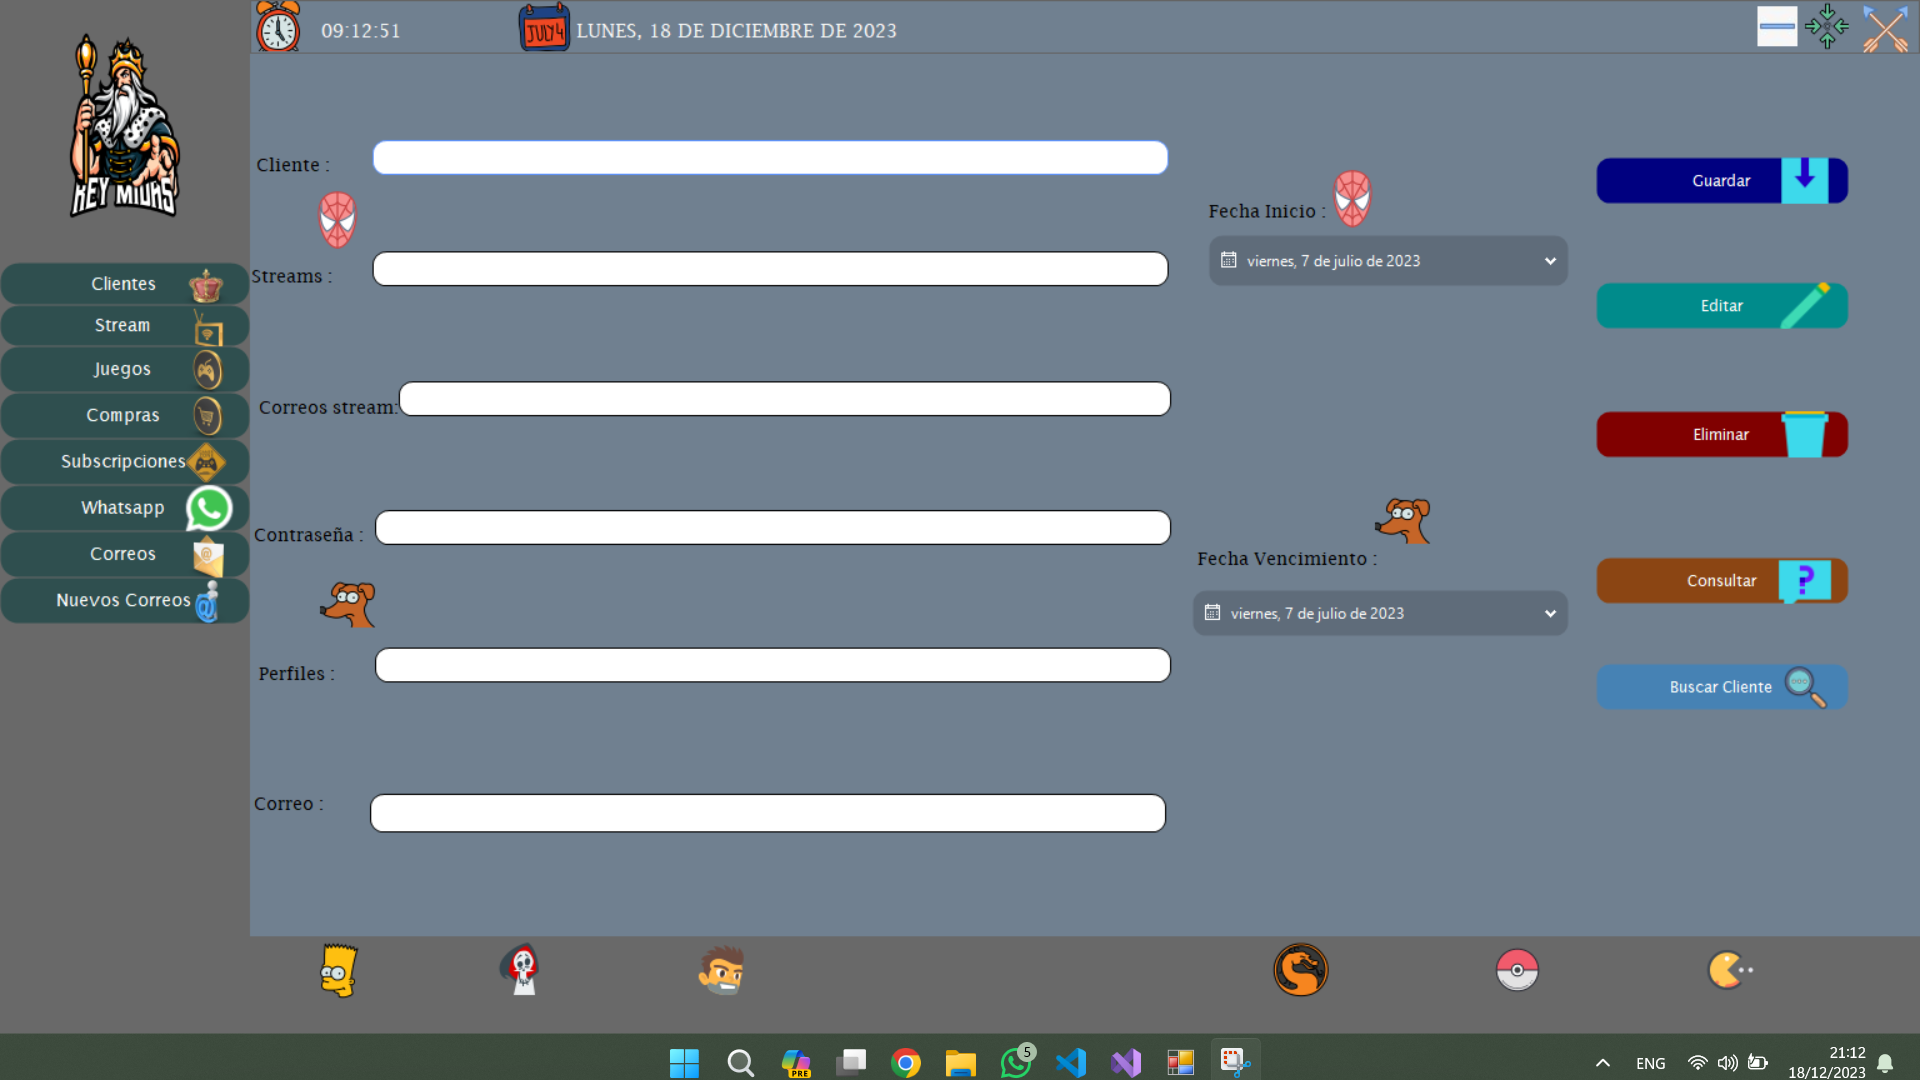 09:12:51
JULY 4
LUNES, 18 DE DICIEMBRE DE 2023
REY MIDAS
Clientes
Stream
Juegos
Compras
Subscripciones
Whatsapp
Correos
Nuevos Correos
Cliente :
Streams :
Correos stream:
Contraseña :
Perfiles :
Correo :
Fecha Inicio :
viernes, 7 de julio de 2023
Fecha Vencimiento :
viernes, 7 de julio de 2023
Guardar
Editar
Eliminar
Consultar
?
Buscar Cliente
PRE
5
ENG
21:12
18/12/2023